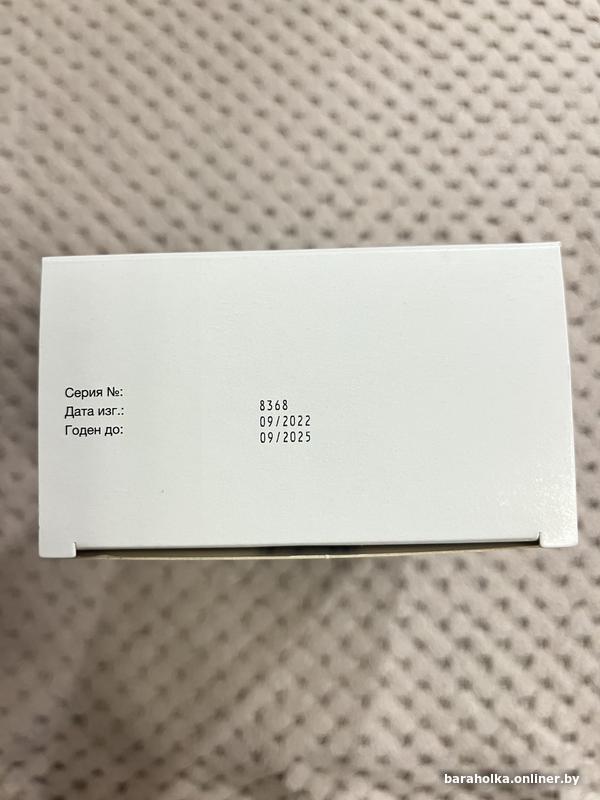 Серия №:
Дата изг.:
Годен до:
8368
09/2022
09/2025
baraholka.onliner.by